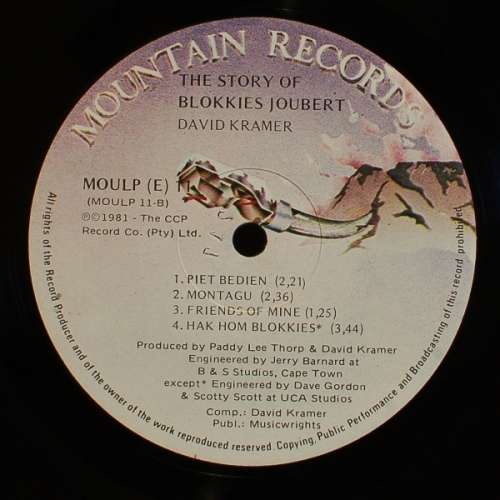 MOUNTAIN RECORDS
THE STORY OF
BLOKKIES JOUBERT
DAVID KRAMER
MOULP (E) 11
(MOULP 11-B)
℗©1981 - The CCP
Record Co. (Pty) Ltd.
1. PIET BEDIEN (2,21)
2. MONTAGU (2,36)
3. FRIENDS OF MINE (1,25)
4. HAK HOM BLOKKIES* (3,44)
Produced by Paddy Lee Thorp & David Kramer
Engineered by Jerry Barnard at
B & S Studios, Cape Town
except* Engineered by Dave Gordon
& Scotty Scott at UCA Studios
Comp.: David Kramer
Publ.: Musicwrights
All rights of the Record Producer and of the owner of the work reproduced reserved. Copying, Public Performance and Broadcasting of this record prohibited.